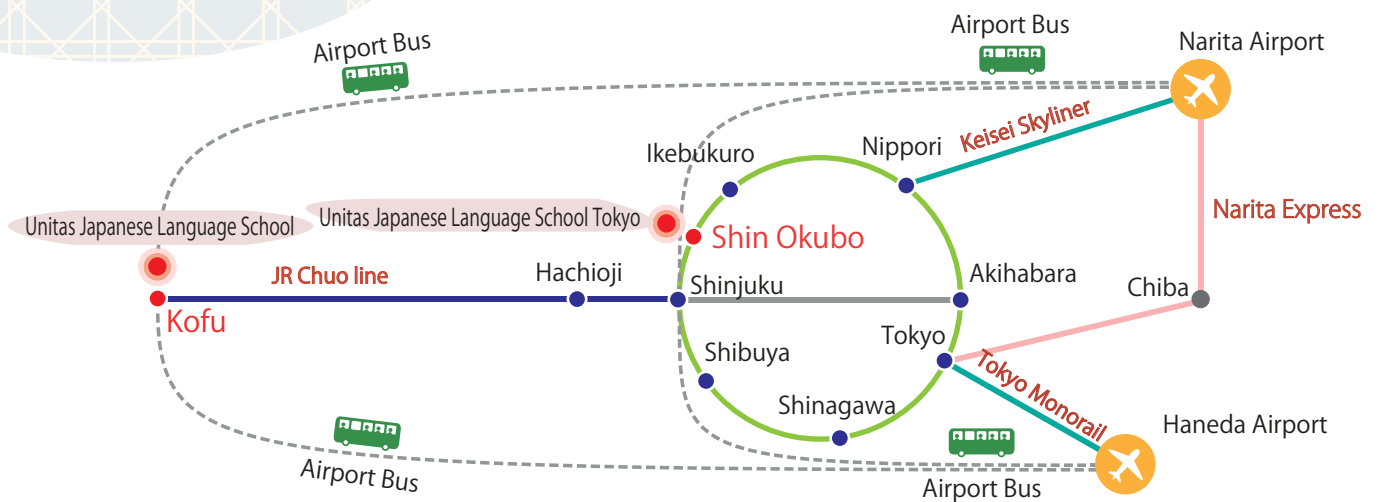 Airport Bus
Airport Bus
Narita Airport
Keisei Skyliner
Nippori
Ikebukuro
Narita Express
Unitas Japanese Language School
Unitas Japanese Language School Tokyo
Shin Okubo
JR Chuo line
Hachioji
Shinjuku
Akihabara
Chiba
Kofu
Tokyo
Shibuya
Tokyo Monorail
Shinagawa
Haneda Airport
Airport Bus
Airport Bus